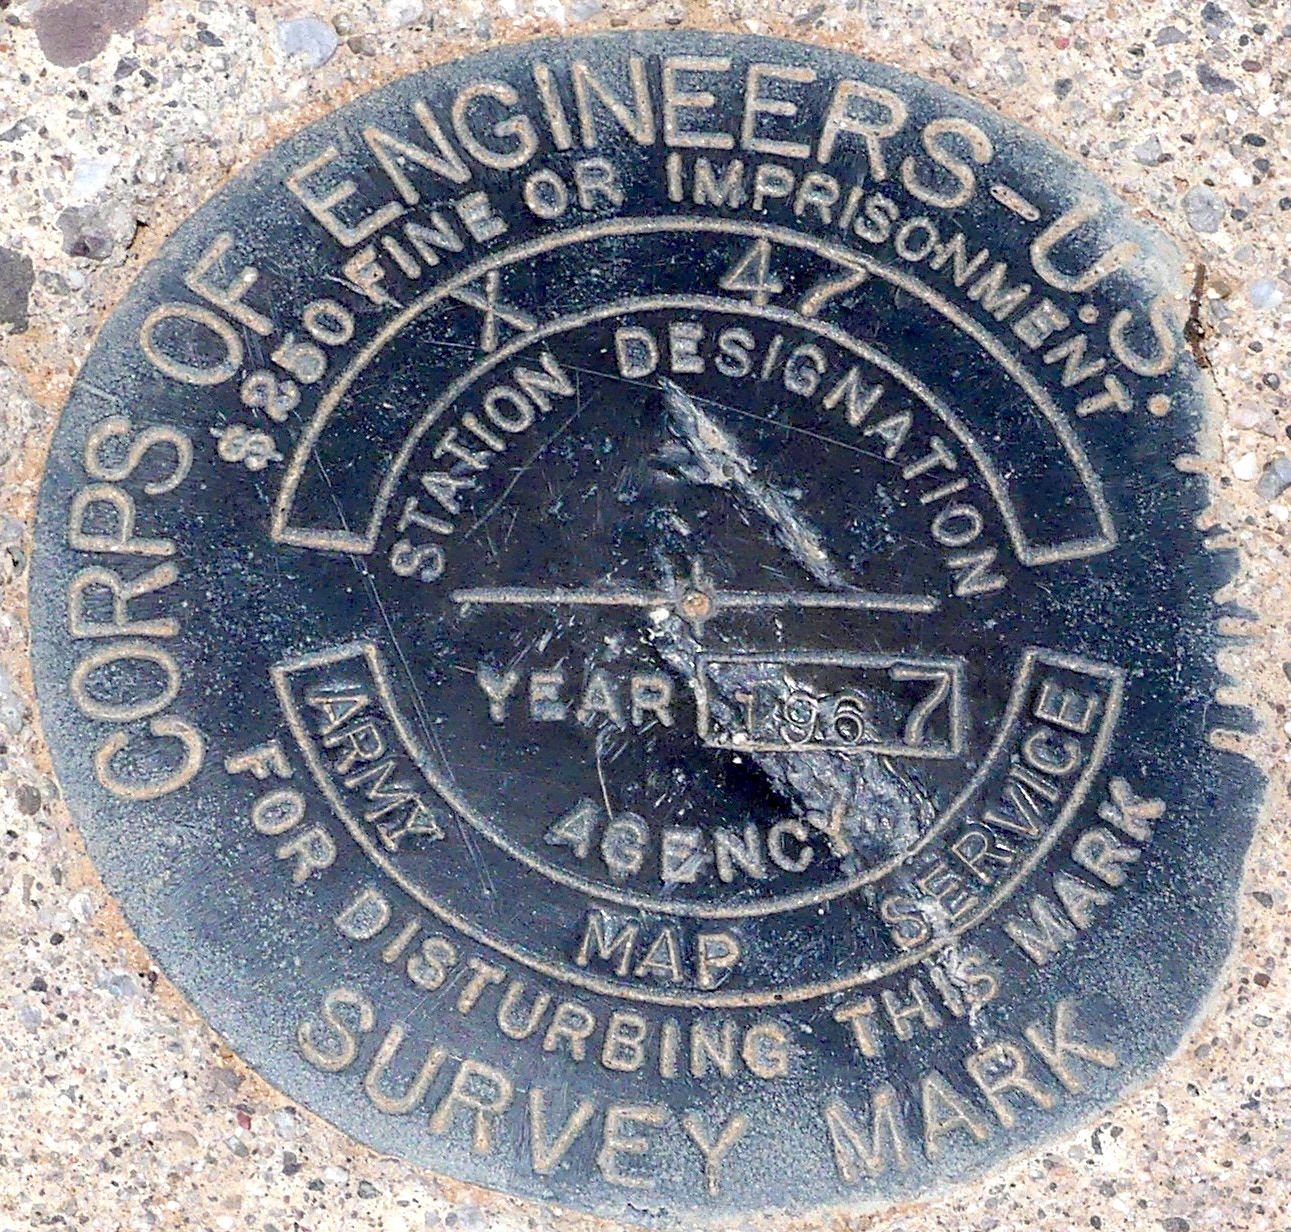 CORPS OF ENGINEERS-U.S.
$250 FINE OR IMPRISONMENT.
X 47
STATION DESIGNATION
YEAR 1967
AGENCY
ARMY MAP SERVICE
FOR DISTURBING THIS MARK
SURVEY MARK